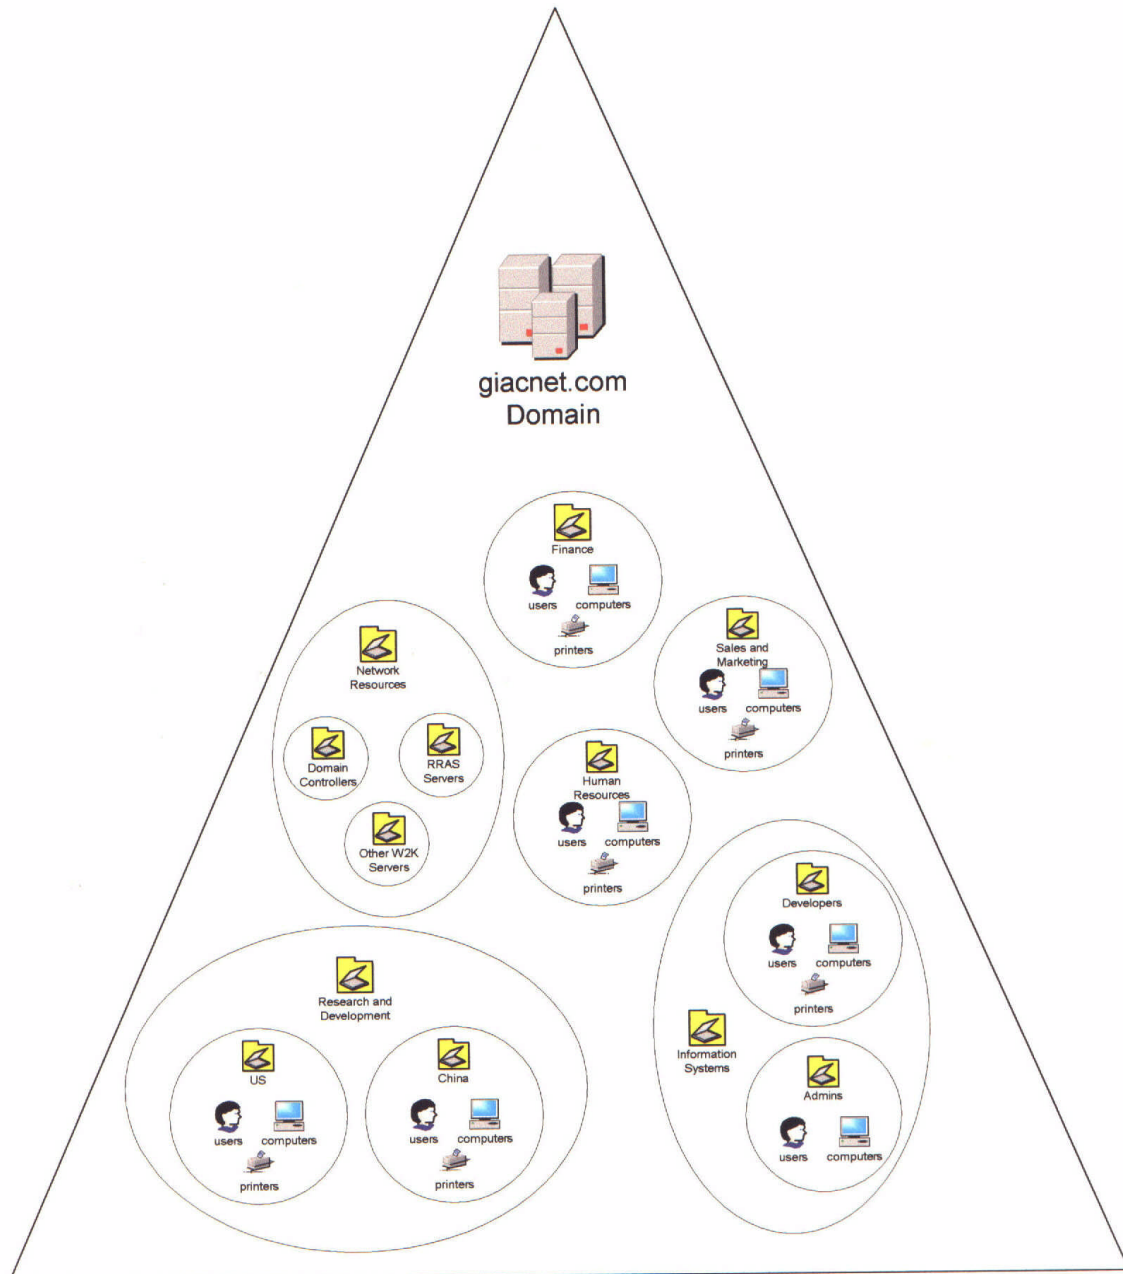 giacnet.com
Domain
Finance
users
computers
printers
Sales and
Marketing
users
computers
printers
Network
Resources
Domain
Controllers
RRAS
Servers
Other W2K
Servers
Human
Resources
users
computers
printers
Developers
users
computers
printers
Information
Systems
Admins
users
computers
Research and
Development
US
users
computers
printers
China
users
computers
printers